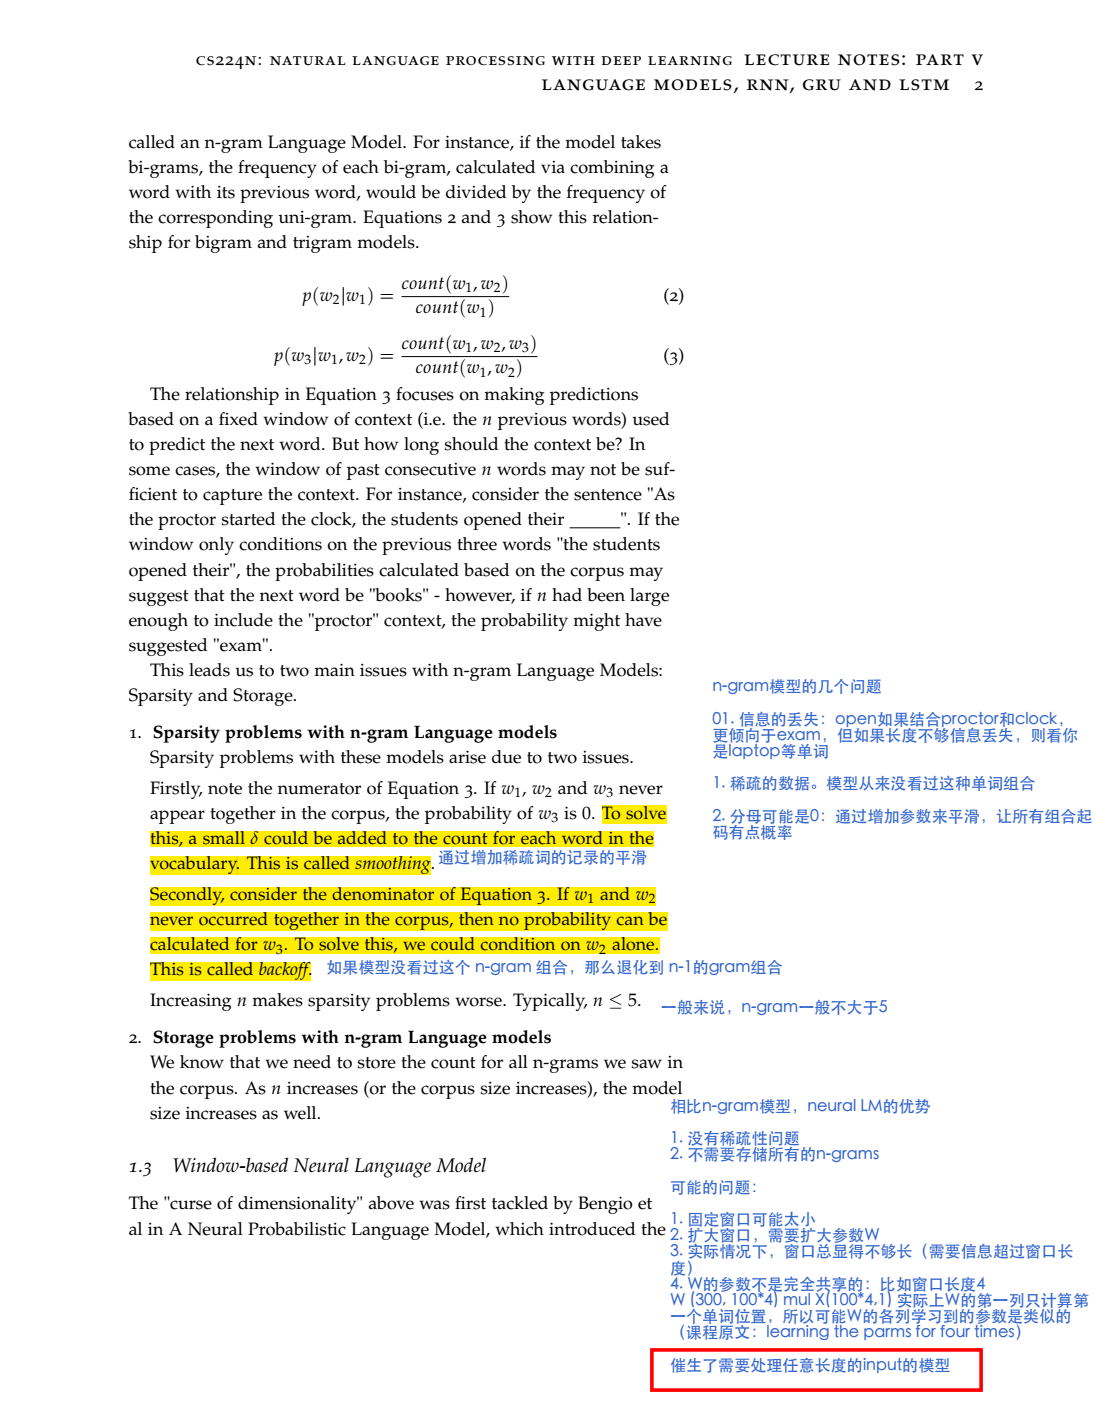 CS224N: NATURAL LANGUAGE PROCESSING WITH DEEP LEARNING LECTURE NOTES: PART V
LANGUAGE MODELS, RNN, GRU AND LSTM 2
called an n-gram Language Model. For instance, if the model takes
bi-grams, the frequency of each bi-gram, calculated via combining a
word with its previous word, would be divided by the frequency of
the corresponding uni-gram. Equations 2 and 3 show this relation-
ship for bigram and trigram models.
p(w₂|w₁) = count(w₁, w₂) / count(w₁) (2)
p(w₃|w₁, w₂) = count(w₁, w₂, w₃) / count(w₁, w₂) (3)
The relationship in Equation 3 focuses on making predictions
based on a fixed window of context (i.e. the n previous words) used
to predict the next word. But how long should the context be? In
some cases, the window of past consecutive n words may not be suf-
ficient to capture the context. For instance, consider the sentence "As
the proctor started the clock, the students opened their _____". If the
window only conditions on the previous three words "the students
opened their", the probabilities calculated based on the corpus may
suggest that the next word be "books" - however, if n had been large
enough to include the "proctor" context, the probability might have
suggested "exam".
This leads us to two main issues with n-gram Language Models:
Sparsity and Storage.
n-gram模型的几个问题
01. 信息的丢失：open如果结合proctor和clock，
更倾向于exam，但如果长度不够信息丢失，则看你
是laptop等单词
1. 稀疏的数据。模型从来没看过这种单词组合
2. 分母可能是0：通过增加参数来平滑，让所有组合起
码有点概率
1. Sparsity problems with n-gram Language models
Sparsity problems with these models arise due to two issues.
Firstly, note the numerator of Equation 3. If w₁, w₂ and w₃ never
appear together in the corpus, the probability of w₃ is 0. To solve
this, a small δ could be added to the count for each word in the
vocabulary. This is called smoothing. 通过增加稀疏词的记录的平滑
Secondly, consider the denominator of Equation 3. If w₁ and w₂
never occurred together in the corpus, then no probability can be
calculated for w₃. To solve this, we could condition on w₂ alone.
This is called backoff. 如果模型没看过这个 n-gram 组合，那么退化到 n-1的gram组合
Increasing n makes sparsity problems worse. Typically, n ≤ 5. 一般来说，n-gram一般不大于5
2. Storage problems with n-gram Language models
We know that we need to store the count for all n-grams we saw in
the corpus. As n increases (or the corpus size increases), the model
size increases as well.
1.3 Window-based Neural Language Model
The "curse of dimensionality" above was first tackled by Bengio et
al in A Neural Probabilistic Language Model, which introduced the
相比n-gram模型，neural LM的优势
1. 没有稀疏性问题
2. 不需要存储所有的n-grams
可能的问题：
1. 固定窗口可能太小
2. 扩大窗口，需要扩大参数W
3. 实际情况下，窗口总显得不够长（需要信息超过窗口长
度）
4. W的参数不是完全共享的：比如窗口长度4
W (300, 100*4) mul X(100*4,1) 实际上W的第一列只计算第
一个单词位置，所以可能W的各列学习到的参数是类似的
（课程原文：learning the parms for four times）
催生了需要处理任意长度的input的模型